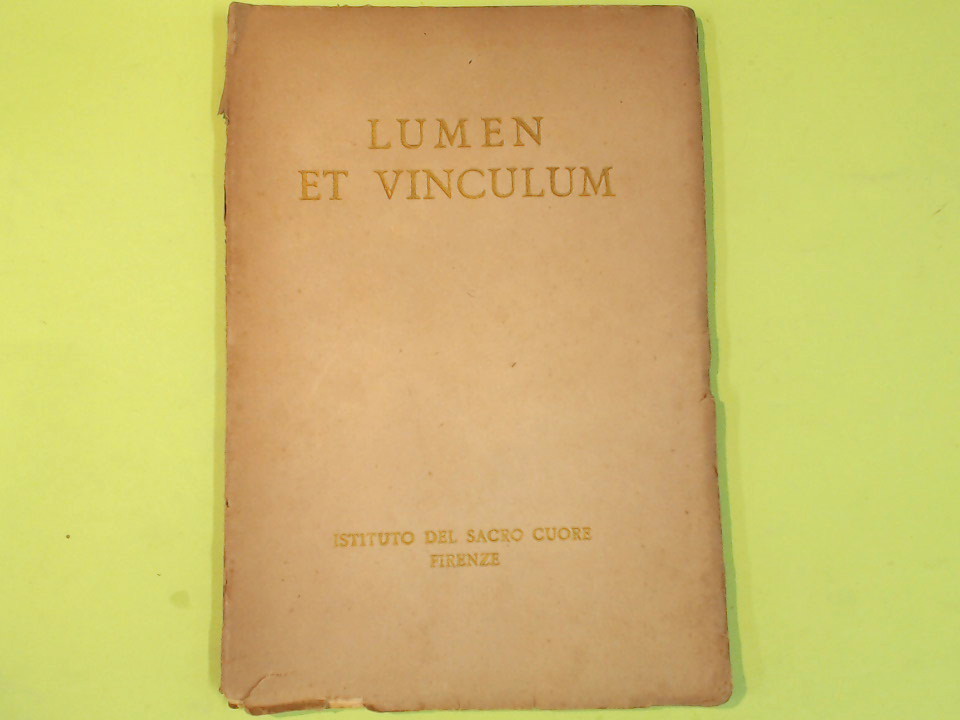 LUMEN
ET VINCULUM
ISTITUTO DEL SACRO CUORE
FIRENZE